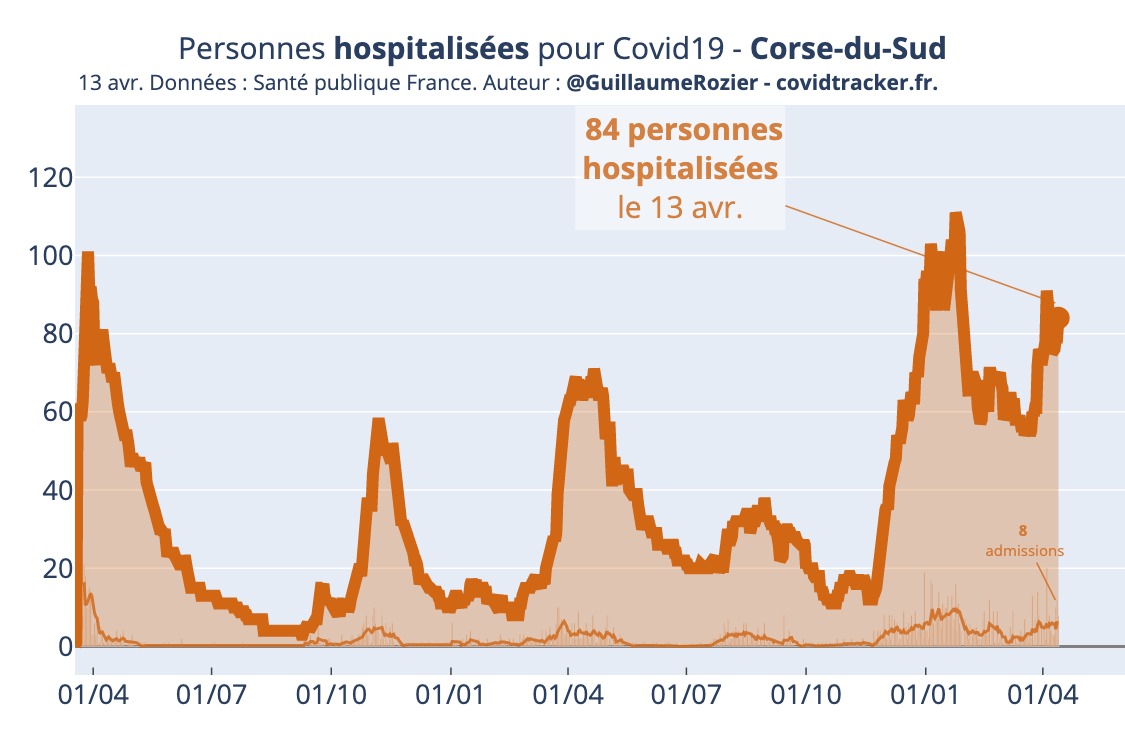 Personnes hospitalisées pour Covid19 - Corse-du-Sud
13 avr. Données : Santé publique France. Auteur : @GuillaumeRozier - covidtracker.fr.
84 personnes
hospitalisées
le 13 avr.
120
100
80
60
40
20
0
8
admissions
01/04
01/07
01/10
01/01
01/04
01/07
01/10
01/01
01/04